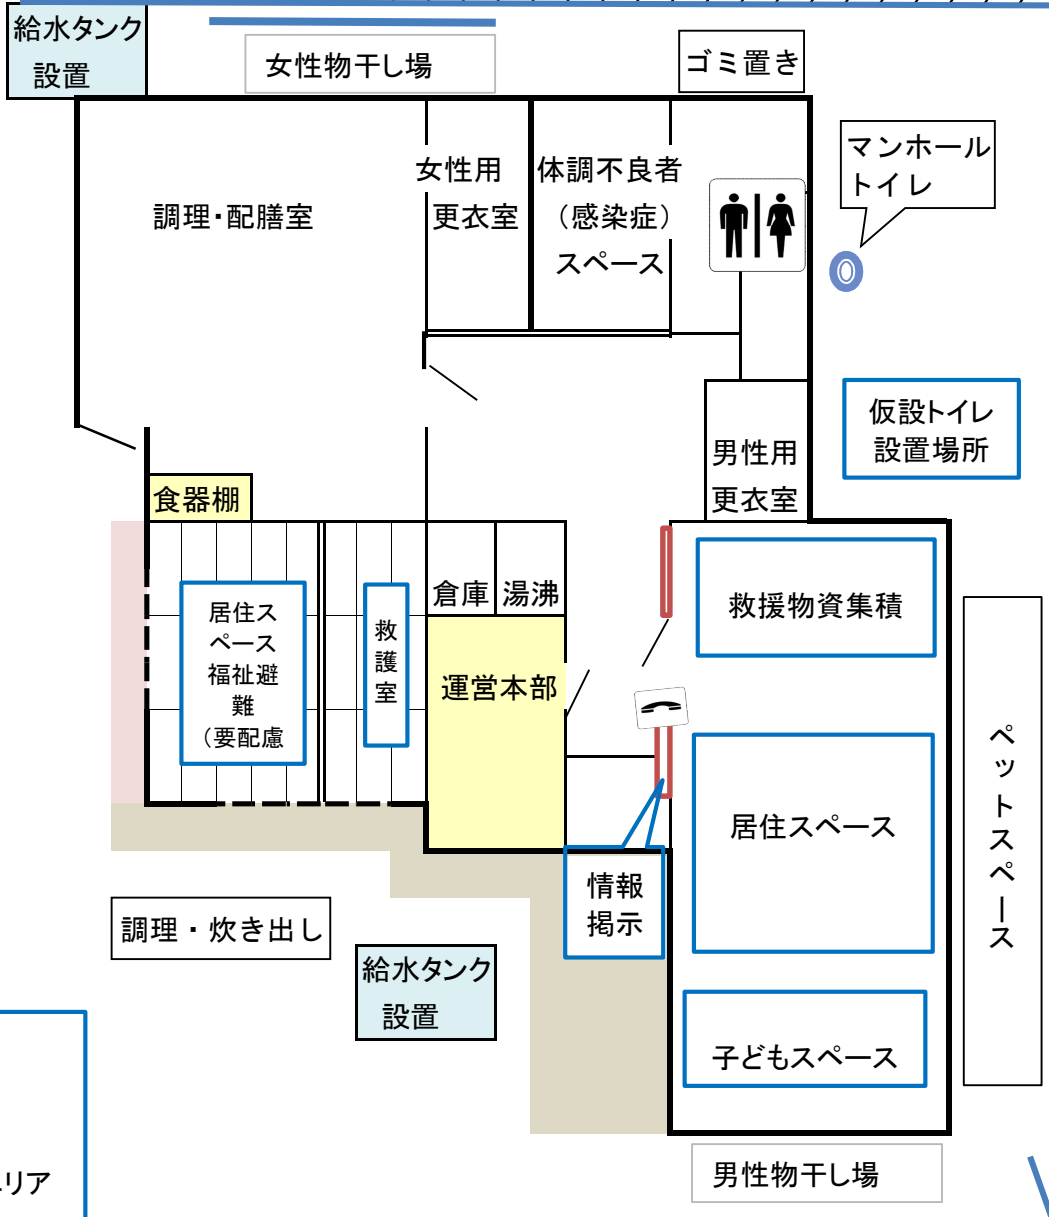 給水タンク
設置
女性物干し場
ゴミ置き
マンホール
トイレ
調理・配膳室
女性用
更衣室
体調不良者
（感染症）
スペース
仮設トイレ
設置場所
男性用
更衣室
食器棚
居住ス
ペース
福祉避
難
（要配慮
救
護
室
倉庫
湯沸
運営本部
救援物資集積
居住スペース
ペットスペース
情報
掲示
調理・炊き出し
給水タンク
設置
子どもスペース
男性物干し場
リア